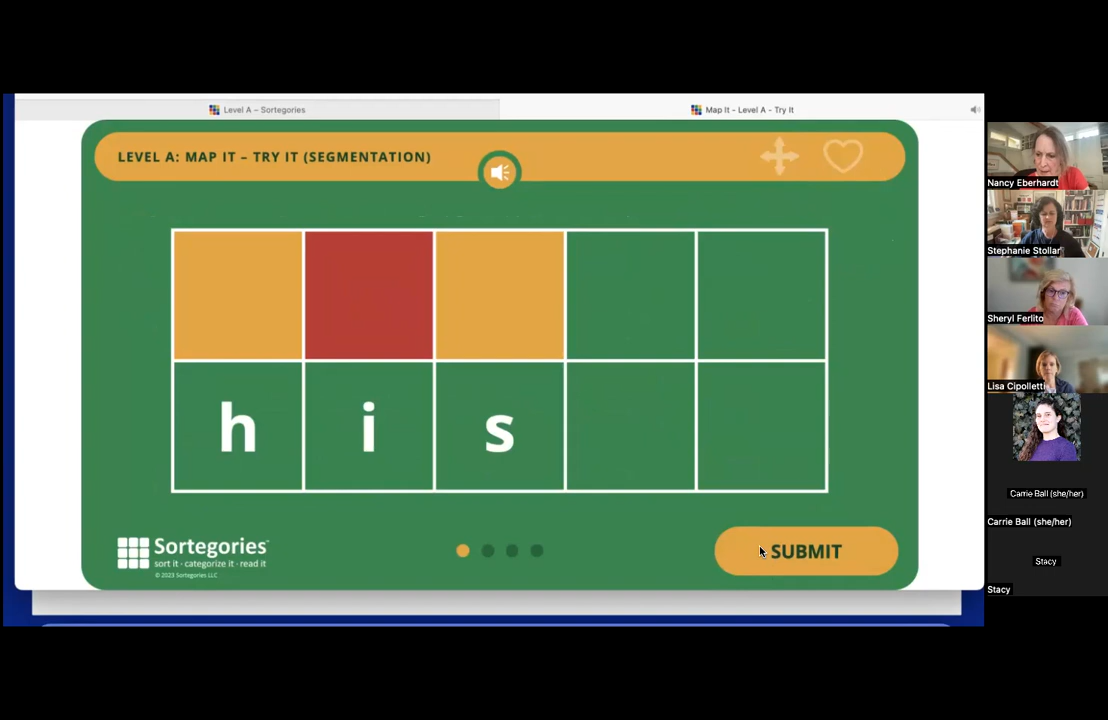 Level A – Sortegories
Map It - Level A - Try It
LEVEL A: MAP IT – TRY IT (SEGMENTATION)
h i s
Sortegories™
sort it · categorize it · read it
© 2023 Sortegories LLC
SUBMIT
Nancy Eberhardt
Stephanie Stollar
Sheryl Ferlito
Lisa Cipolletti
Carrie Ball (she/her)
Carrie Ball (she/her)
Stacy
Stacy